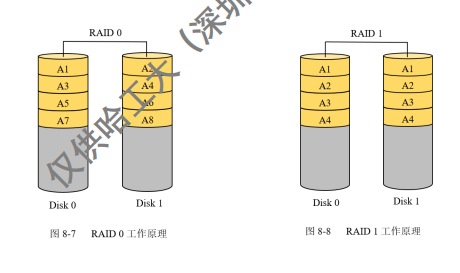 RAID 0
A1
A3
A5
A7
A2
A4
A6
A8
Disk 0
Disk 1
图 8-7 RAID 0 工作原理
RAID 1
A1
A2
A3
A4
A1
A2
A3
A4
Disk 0
Disk 1
图 8-8 RAID 1 工作原理
仅供哈工大（深圳